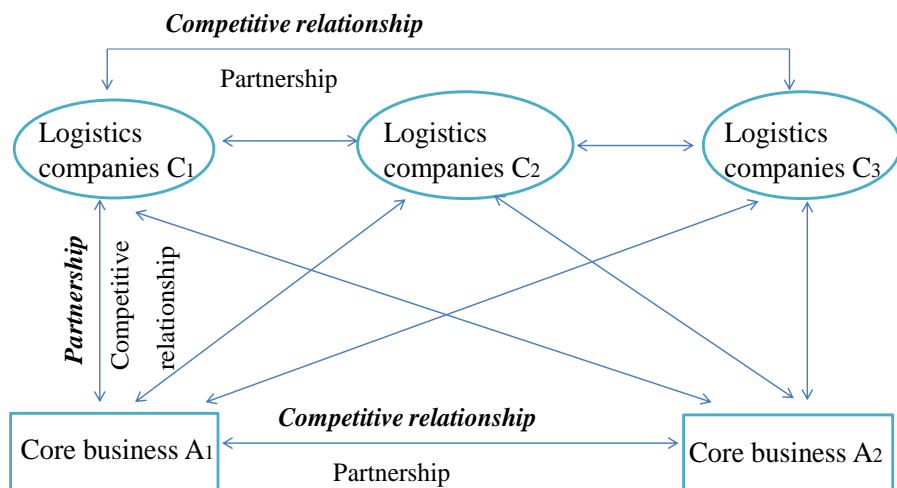 Competitive relationship
Partnership
Logistics
companies C1
Logistics
companies C2
Logistics
companies C3
Partnership
Competitive
relationship
Competitive relationship
Core business A1
Partnership
Core business A2